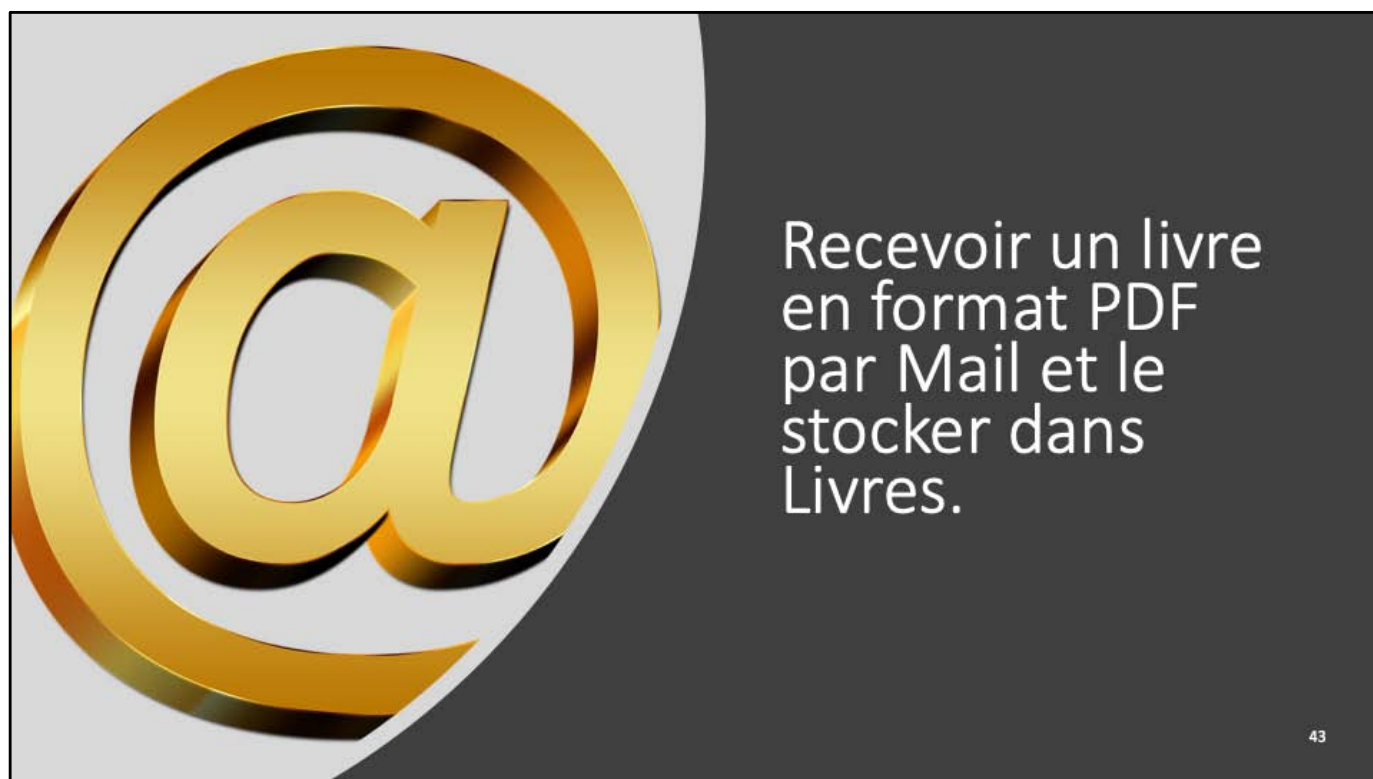 Recevoir un livre
en format PDF
par Mail et le
stocker dans
Livres.
43